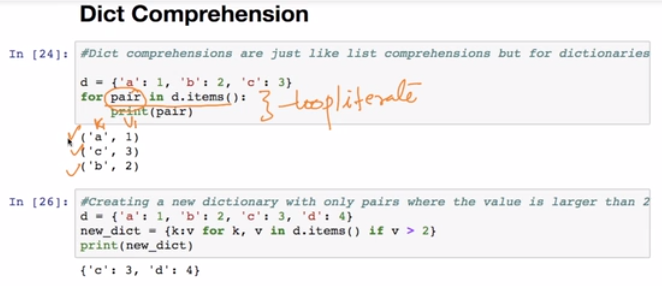 Dict Comprehension
In [24]: #Dict comprehensions are just like list comprehensions but for dictionaries
d = {'a': 1, 'b': 2, 'c': 3}
for pair in d.items(): } loop/iterate
print(pair)
K₁ V₁
('a', 1)
('c', 3)
('b', 2)
In [26]: #Creating a new dictionary with only pairs where the value is larger than 2
d = {'a': 1, 'b': 2, 'c': 3, 'd': 4}
new_dict = {k:v for k, v in d.items() if v > 2}
print(new_dict)
{'c': 3, 'd': 4}